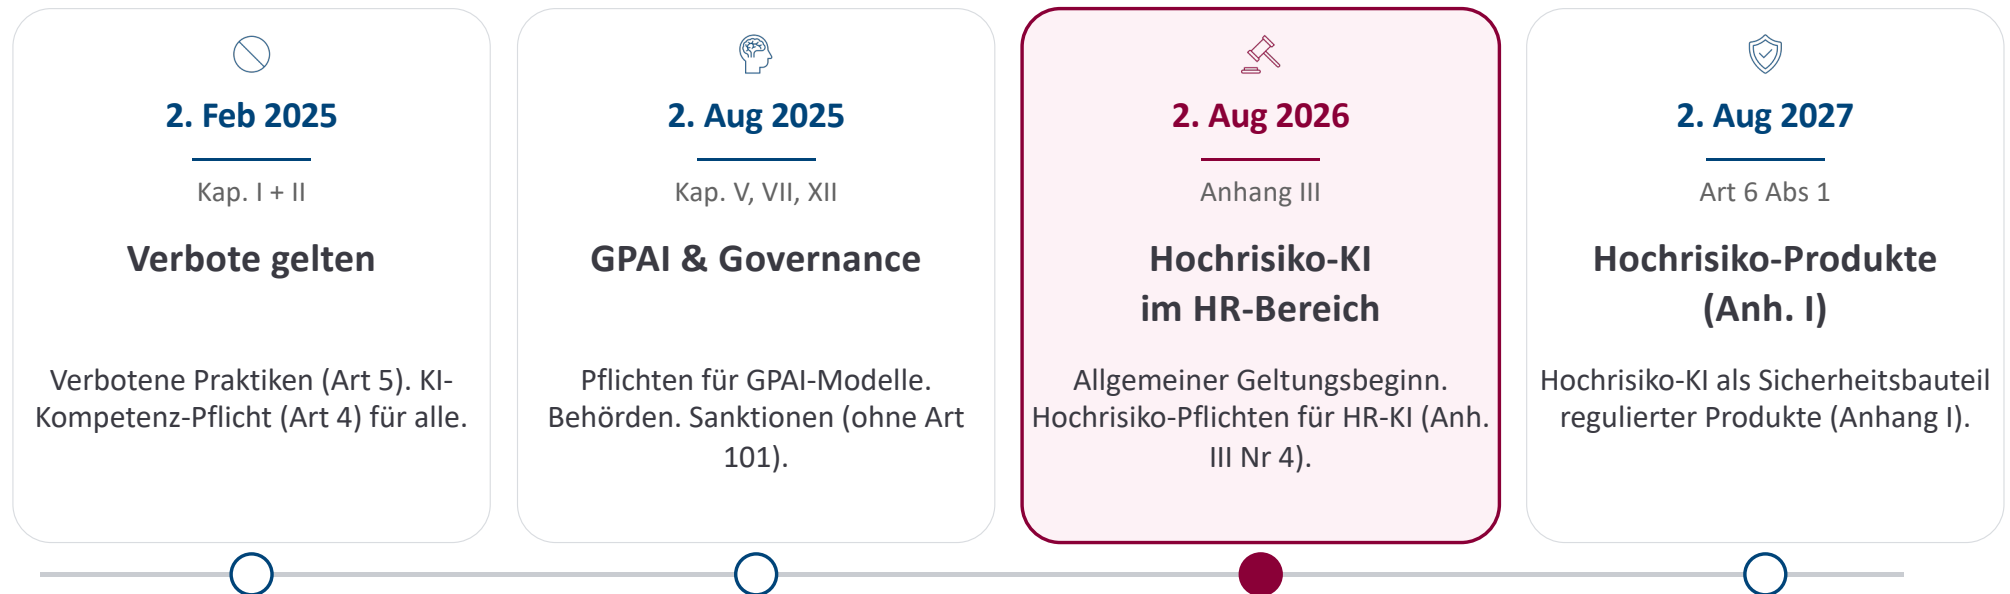 2. Feb 2025
Kap. I + II
Verbote gelten
Verbotene Praktiken (Art 5). KI-
Kompetenz-Pflicht (Art 4) für alle.
2. Aug 2025
Kap. V, VII, XII
GPAI & Governance
Pflichten für GPAI-Modelle.
Behörden. Sanktionen (ohne Art
101).
2. Aug 2026
Anhang III
Hochrisiko-KI
im HR-Bereich
Allgemeiner Geltungsbeginn.
Hochrisiko-Pflichten für HR-KI (Anh.
III Nr 4).
2. Aug 2027
Art 6 Abs 1
Hochrisiko-Produkte
(Anh. I)
Hochrisiko-KI als Sicherheitsbauteil
regulierter Produkte (Anhang I).